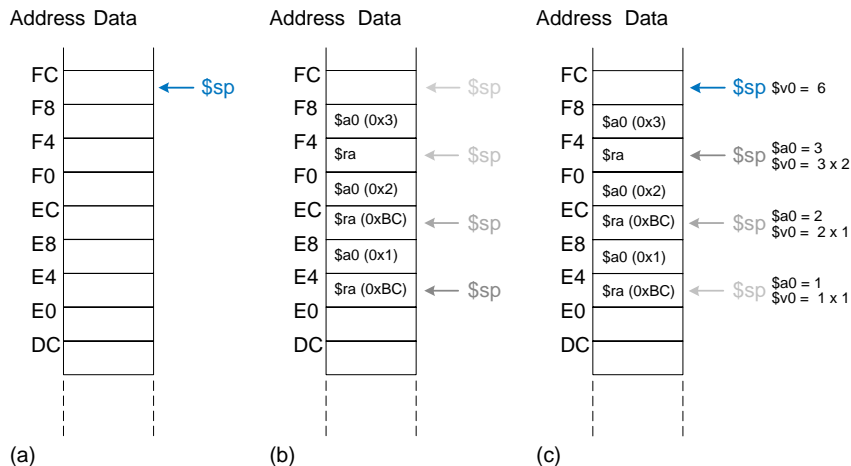 (a)
Address Data
FC
F8
F4
F0
EC
E8
E4
E0
DC
$sp
(b)
Address Data
FC
F8
F4
F0
EC
E8
E4
E0
DC
$a0 (0x3)
$ra
$a0 (0x2)
$ra (0xBC)
$a0 (0x1)
$ra (0xBC)
$sp
$sp
$sp
$sp
(c)
Address Data
FC
F8
F4
F0
EC
E8
E4
E0
DC
$a0 (0x3)
$ra
$a0 (0x2)
$ra (0xBC)
$a0 (0x1)
$ra (0xBC)
$sp $v0 = 6
$sp $a0 = 3
$v0 = 3 x 2
$sp $a0 = 2
$v0 = 2 x 1
$sp $a0 = 1
$v0 = 1 x 1
(a)
(b)
(c)